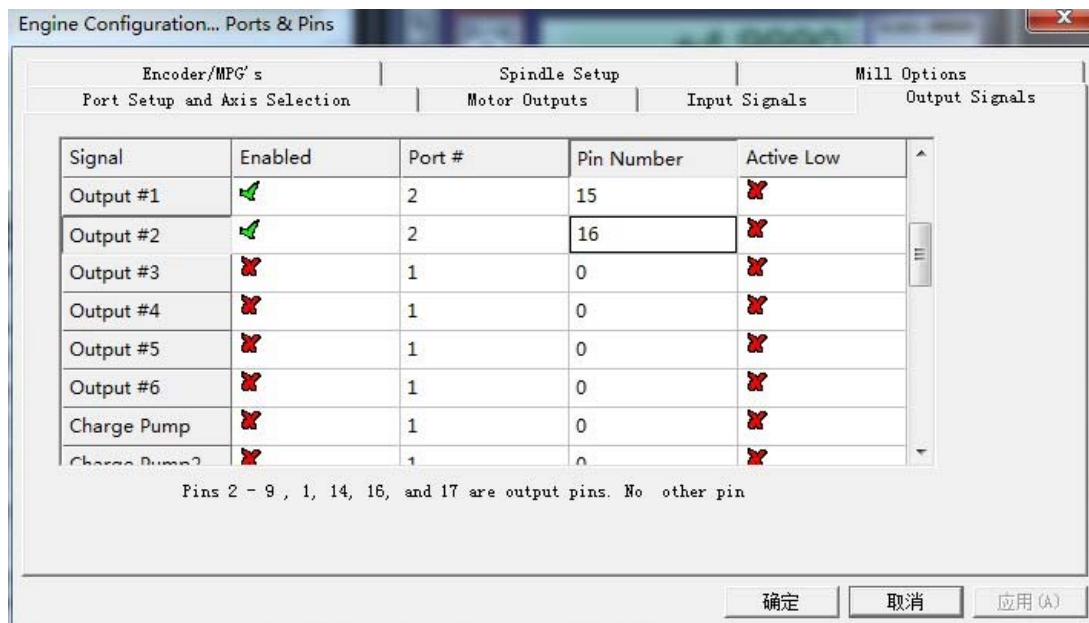 Engine Configuration... Ports & Pins
Encoder/MPG's Spindle Setup Mill Options
Port Setup and Axis Selection Motor Outputs Input Signals Output Signals
Signal Enabled Port # Pin Number Active Low
Output #1 2 15
Output #2 2 16
Output #3 1 0
Output #4 1 0
Output #5 1 0
Output #6 1 0
Charge Pump 1 0
Charge Pump2 1 0
Pins 2 - 9 , 1, 14, 16, and 17 are output pins. No other pin
确定 取消 应用(A)